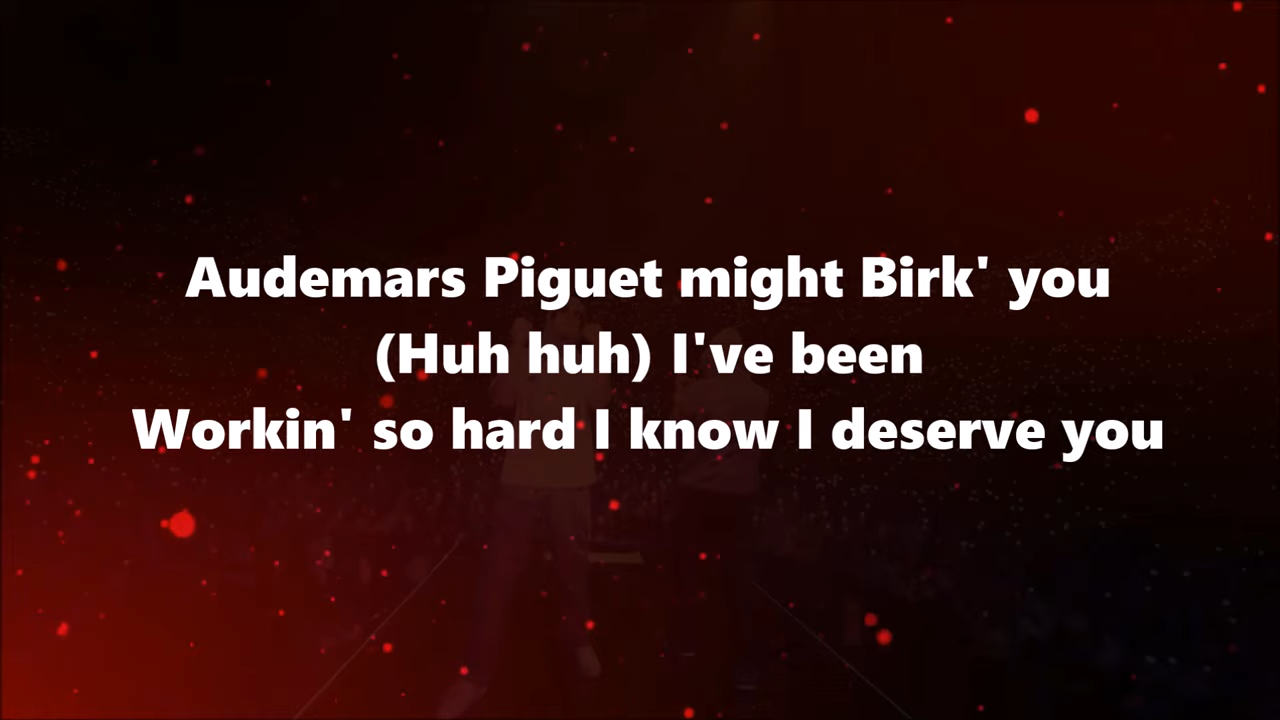 Audemars Piguet might Birk' you
(Huh huh) I've been
Workin' so hard I know I deserve you